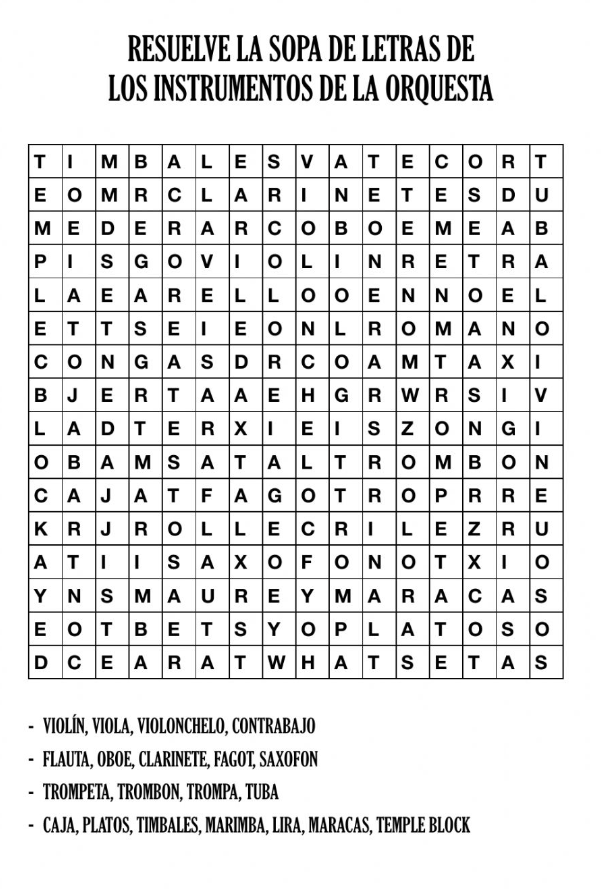 RESUELVE LA SOPA DE LETRAS DE
LOS INSTRUMENTOS DE LA ORQUESTA
T I M B A L E S V A T E C O R T
E O M R C L A R I N E T E S D U
M E D E R A R C O B O E M E A B
P I S G O V I O L I N R E T R A
L A E A R E L L O O E N N O E L
E T T S E I E O N L R O M A N O
C O N G A S D R C O A M T A X I
B J E R T A A E H G R W R S I V
L A D T E R X I E I S Z O N G I
O B A M S A T A L T R O M B O N
C A J A T F A G O T R O P R R E
K R J R O L L E C R I L E Z R U
A T I I S A X O F O N O T X I O
Y N S M A U R E Y M A R A C A S
E O T B E T S Y O P L A T O S O
D C E A R A T W H A T S E T A S
- VIOLÍN, VIOLA, VIOLONCHELO, CONTRABAJO
- FLAUTA, OBOE, CLARINETE, FAGOT, SAXOFON
- TROMPETA, TROMBON, TROMPA, TUBA
- CAJA, PLATOS, TIMBALES, MARIMBA, LIRA, MARACAS, TEMPLE BLOCK